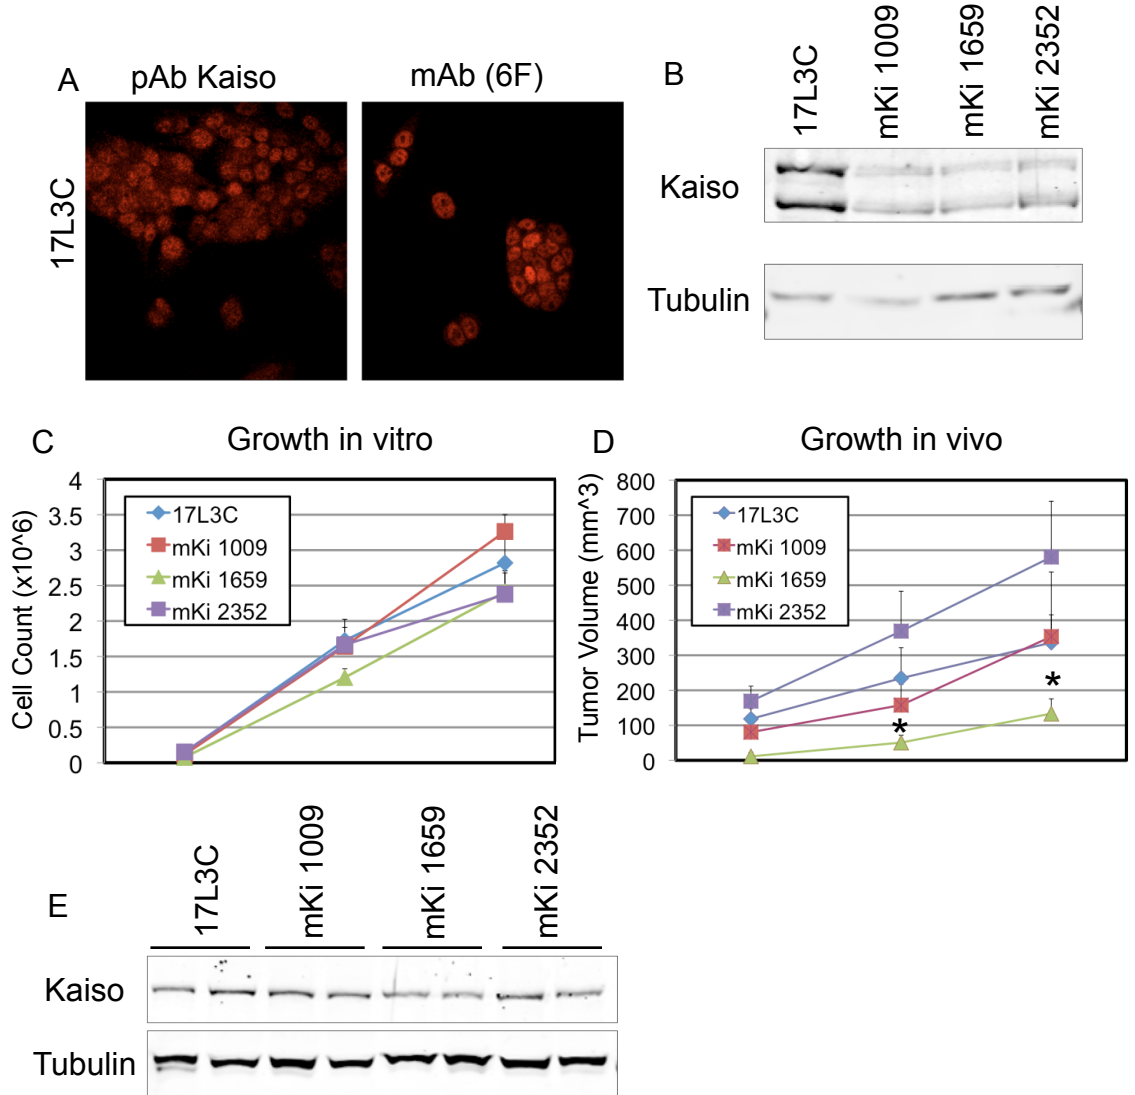 A
pAb Kaiso
mAb (6F)
17L3C
B
17L3C
mKi 1009
mKi 1659
mKi 2352
Kaiso
Tubulin
C
Growth in vitro
Cell Count (x10^6)
4
3.5
3
2.5
2
1.5
1
0.5
0
17L3C
mKi 1009
mKi 1659
mKi 2352
D
Growth in vivo
Tumor Volume (mm^3)
800
700
600
500
400
300
200
100
0
17L3C
mKi 1009
mKi 1659
mKi 2352
*
*
E
17L3C
mKi 1009
mKi 1659
mKi 2352
Kaiso
Tubulin